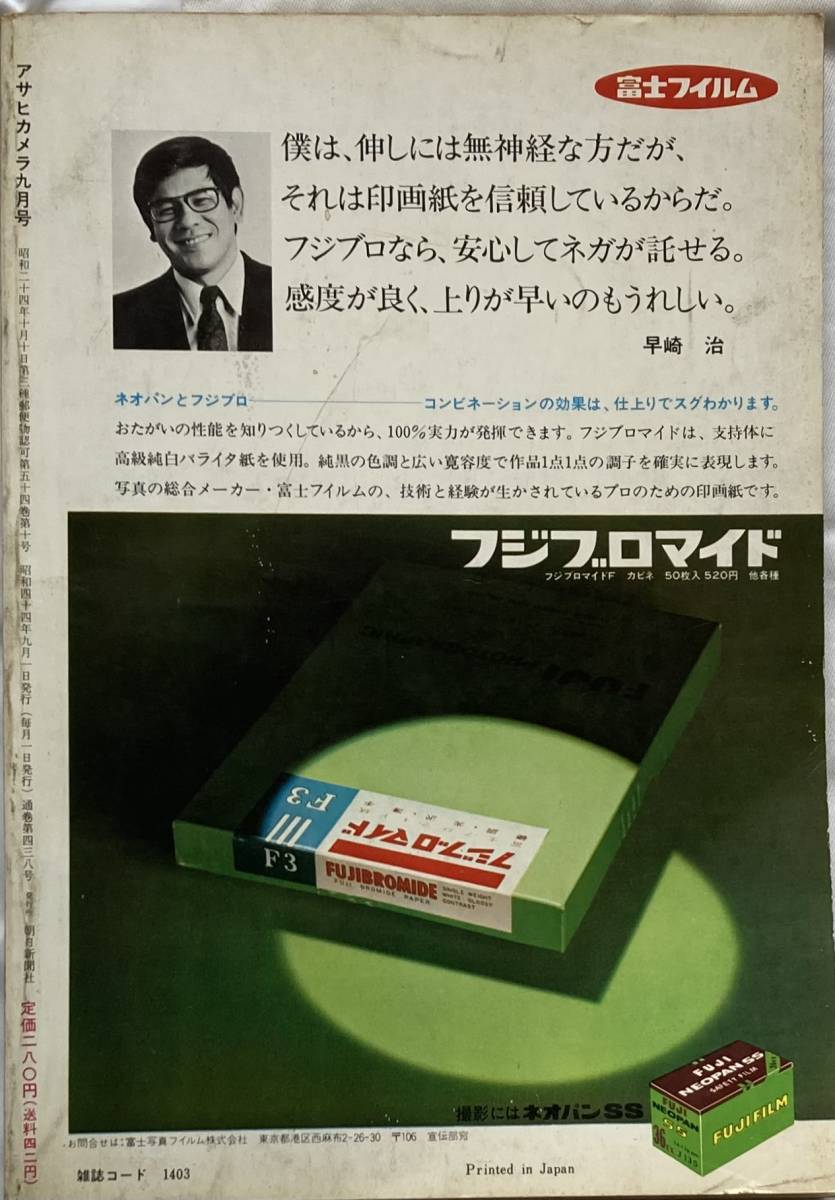 富士フイルム
僕は、伸しには無神経な方だが、
それは印画紙を信頼しているからだ。
フジブロなら、安心してネガが託せる。
感度が良く、上りが早いのもうれしい。
早崎 治
ネオパンとフジブロ――コンビネーションの効果は、仕上りでスグわかります。
おたがいの性能を知りつくしているから、100%実力が発揮できます。フジブロマイドは、支持体に
高級純白バライタ紙を使用。純黒の色調と広い寛容度で作品1点1点の調子を確実に表現します。
写真の総合メーカー・富士フイルムの、技術と経験が生かされているプロのための印画紙です。
フジブロマイド
フジブロマイドF カビネ 50枚入 520円 他各種
FUJI PHOTOGRAPHIC
F3
フジブロマイド
F3
FUJIBROMIDE
FUJI BROMIDE PAPER
SINGLE WEIGHT
WHITE GLOSSY
CONTRAST
撮影にはネオパンSS
FUJI
NEOPAN SS
SAFETY FILM
FUJI
NEOPAN
SS
36
FUJIFILM
お問合せは:富士写真フイルム株式会社 東京都港区西麻布2-26-30 〒106 宣伝部宛
雑誌コード 1403
Printed in Japan
アサヒカメラ九月号 昭和二十四年十月十日第三種郵便物認可第五十四巻第十号 昭和四十四年九月一日発行(毎月一日発行)通巻第四三八号 発行所 朝日新聞社 定価二八〇円(送料四二円)